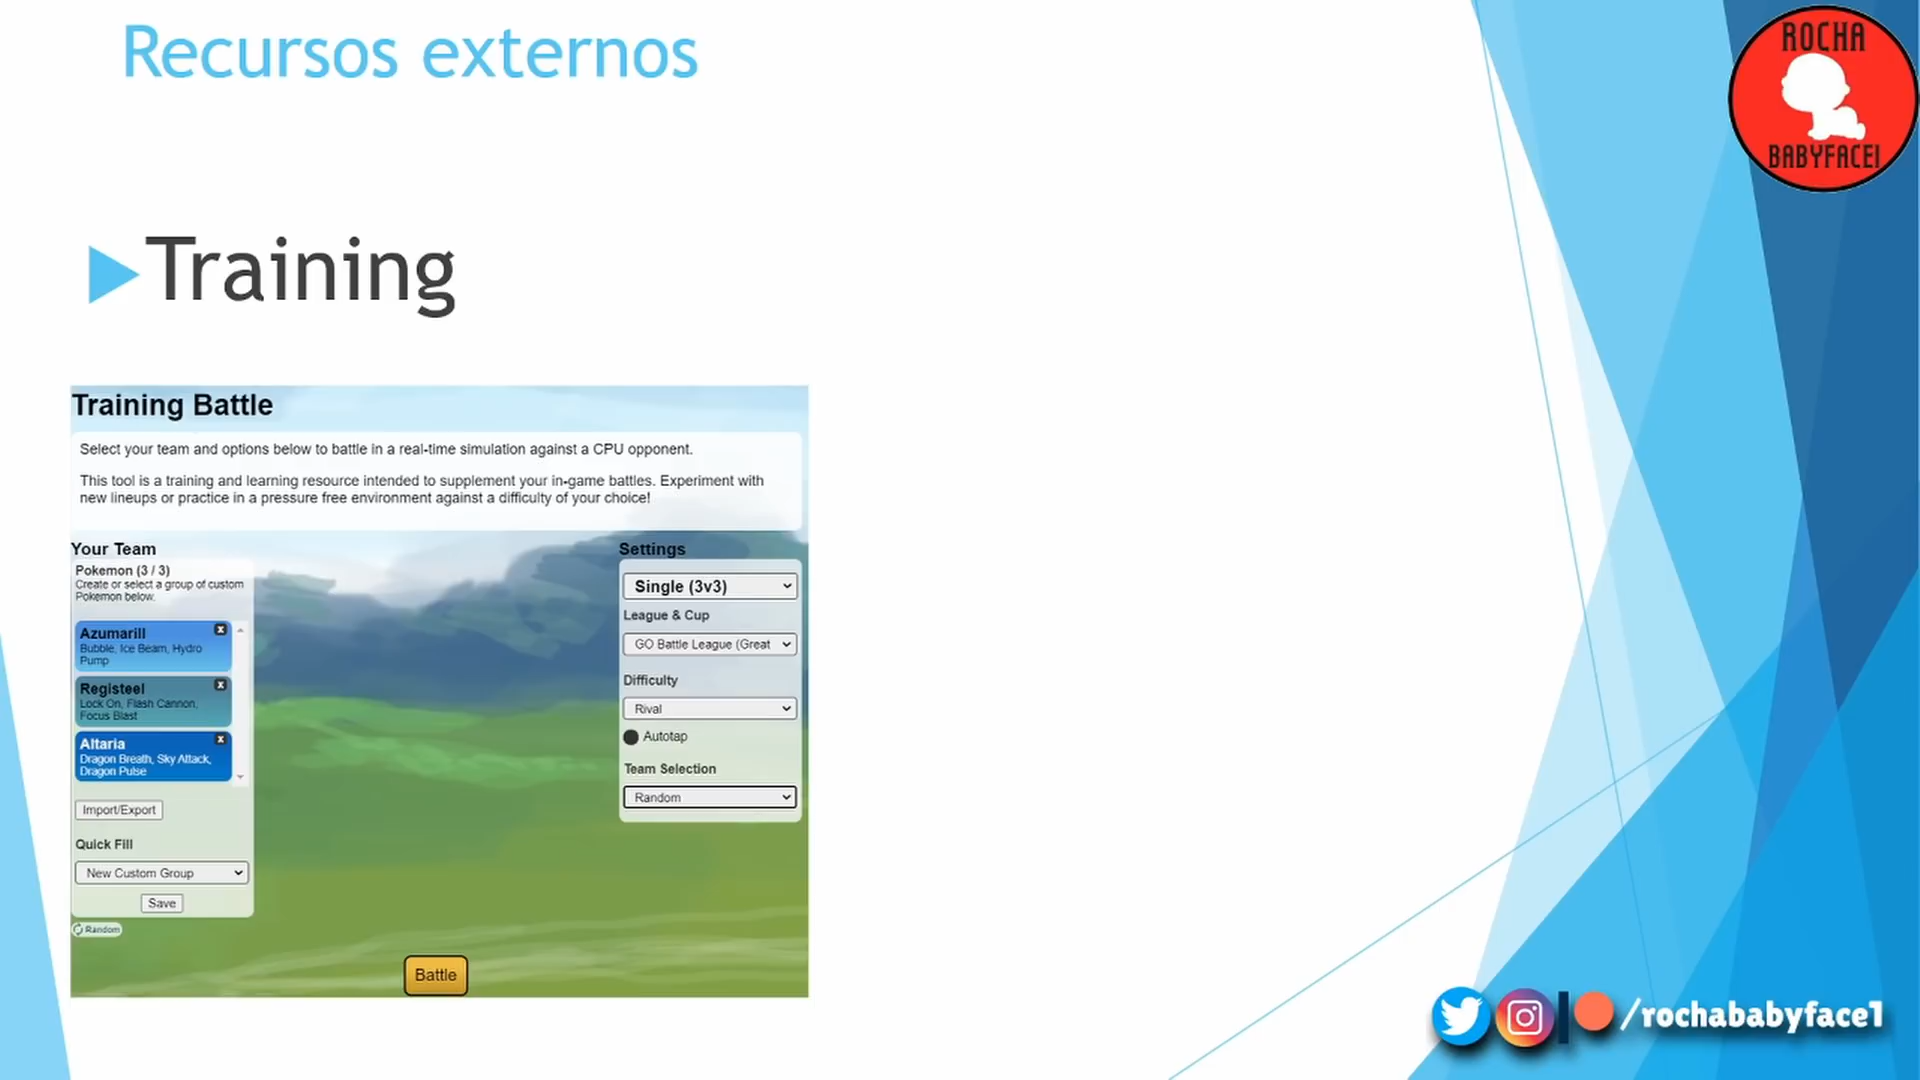 Recursos externos
ROCHA
BABYFACE1
Training
Training Battle
Select your team and options below to battle in a real-time simulation against a CPU opponent.
This tool is a training and learning resource intended to supplement your in-game battles. Experiment with
new lineups or practice in a pressure free environment against a difficulty of your choice!
Your Team
Pokemon (3 / 3)
Create or select a group of custom
Pokemon below.
Azumarill
Bubble, Ice Beam, Hydro
Pump
Registeel
Lock On, Flash Cannon,
Focus Blast
Altaria
Dragon Breath, Sky Attack,
Dragon Pulse
Import/Export
Quick Fill
New Custom Group
Save
Random
Settings
Single (3v3)
League & Cup
GO Battle League (Great
Difficulty
Rival
Autotap
Team Selection
Random
Battle
/rochababyface1